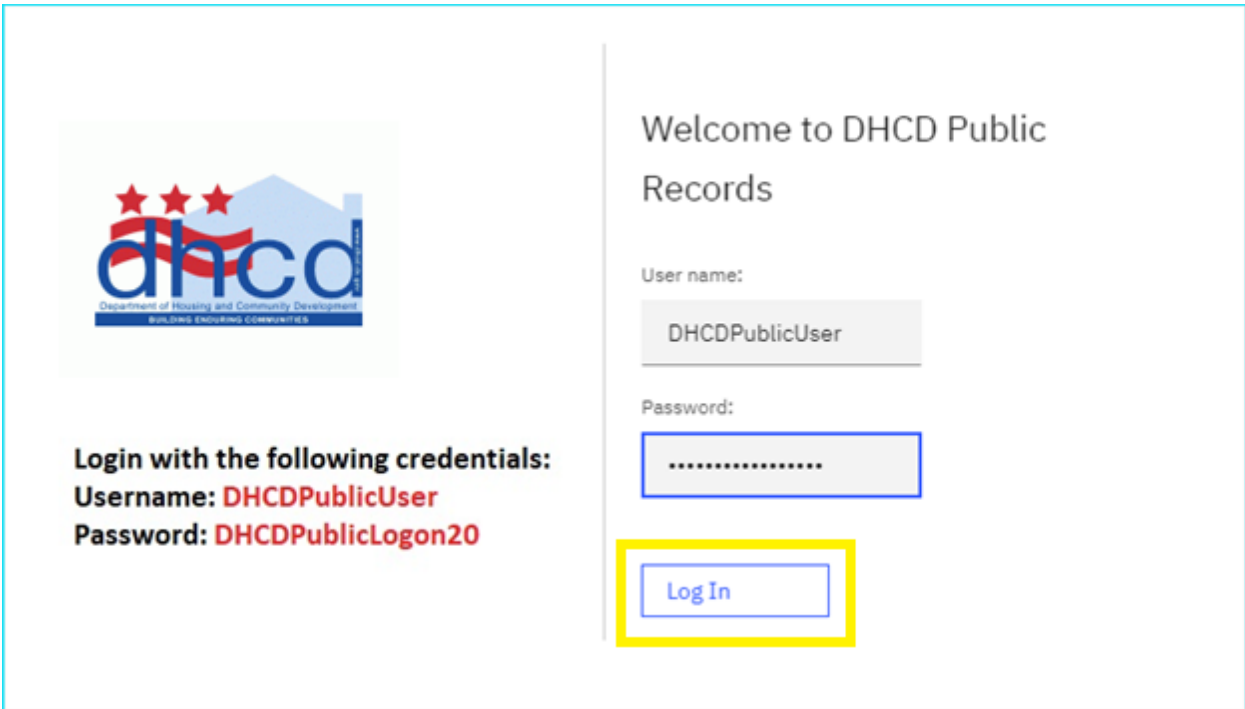 dhcd
Department of Housing and Community Development
BUILDING ENDURING COMMUNITIES
Login with the following credentials:
Username: DHCDPublicUser
Password: DHCDPublicLogon20
Welcome to DHCD Public
Records
User name:
DHCDPublicUser
Password:
•••••••••••••••••
Log In